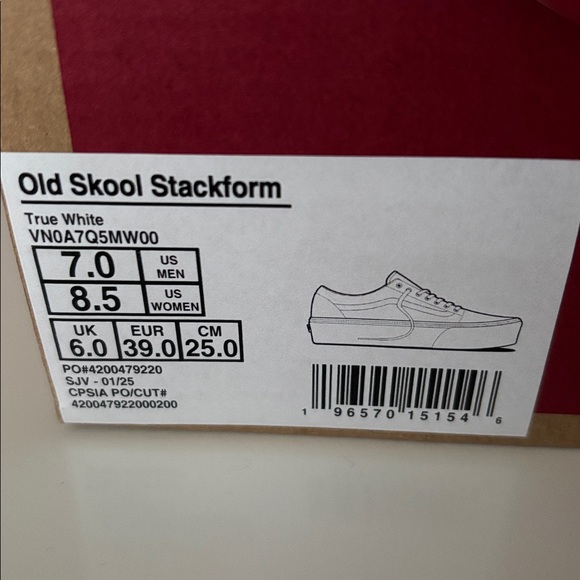 Old Skool Stackform
True White
VN0A7Q5MW00
7.0 US MEN
8.5 US WOMEN
UK EUR CM
6.0 39.0 25.0
PO#4200479220
SJV - 01/25
CPSIA PO/CUT#
420047922000200
1 96570 15154 6